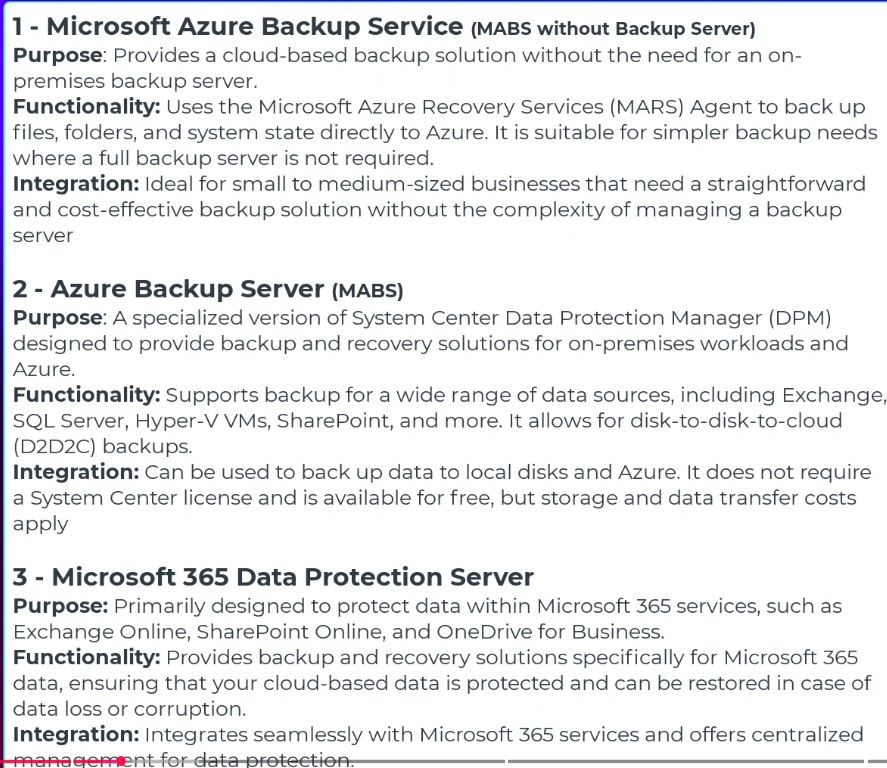 1 - Microsoft Azure Backup Service (MABS without Backup Server)
Purpose: Provides a cloud-based backup solution without the need for an on-
premises backup server.
Functionality: Uses the Microsoft Azure Recovery Services (MARS) Agent to back up
files, folders, and system state directly to Azure. It is suitable for simpler backup needs
where a full backup server is not required.
Integration: Ideal for small to medium-sized businesses that need a straightforward
and cost-effective backup solution without the complexity of managing a backup
server
2 - Azure Backup Server (MABS)
Purpose: A specialized version of System Center Data Protection Manager (DPM)
designed to provide backup and recovery solutions for on-premises workloads and
Azure.
Functionality: Supports backup for a wide range of data sources, including Exchange,
SQL Server, Hyper-V VMs, SharePoint, and more. It allows for disk-to-disk-to-cloud
(D2D2C) backups.
Integration: Can be used to back up data to local disks and Azure. It does not require
a System Center license and is available for free, but storage and data transfer costs
apply
3 - Microsoft 365 Data Protection Server
Purpose: Primarily designed to protect data within Microsoft 365 services, such as
Exchange Online, SharePoint Online, and OneDrive for Business.
Functionality: Provides backup and recovery solutions specifically for Microsoft 365
data, ensuring that your cloud-based data is protected and can be restored in case of
data loss or corruption.
Integration: Integrates seamlessly with Microsoft 365 services and offers centralized
management for data protection.